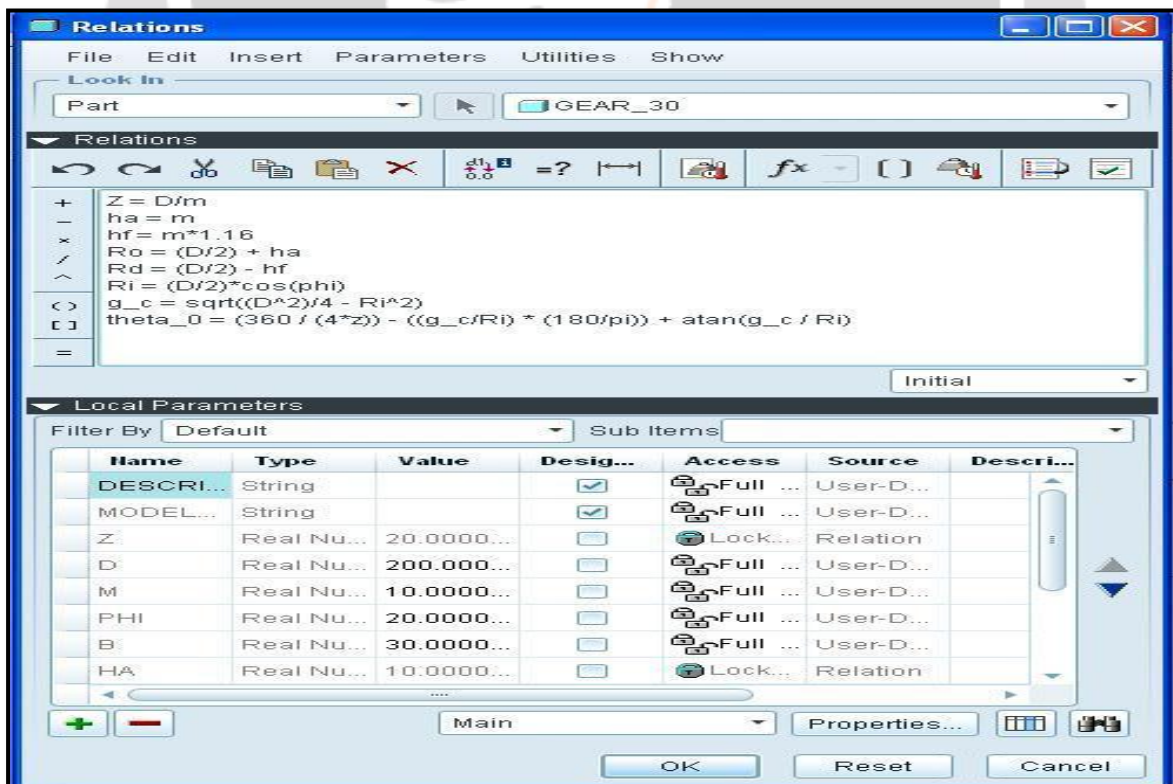 Relations
File Edit Insert Parameters Utilities Show
Look In
Part GEAR_30
Relations
Z = D/m
ha = m
hf = m*1.16
Ro = (D/2) + ha
Rd = (D/2) - hf
Ri = (D/2)*cos(phi)
g_c = sqrt((D^2)/4 - Ri^2)
theta_0 = (360 / (4*z)) - ((g_c/Ri) * (180/pi)) + atan(g_c / Ri)
Initial
Local Parameters
Filter By Default Sub Items
Name Type Value Desig... Access Source Descri...
DESCRI... String Full ... User-D...
MODEL... String Full ... User-D...
Z Real Nu... 20.0000... Lock... Relation
D Real Nu... 200.000... Full ... User-D...
M Real Nu... 10.0000... Full ... User-D...
PHI Real Nu... 20.0000... Full ... User-D...
B Real Nu... 30.0000... Full ... User-D...
HA Real Nu... 10.0000... Lock... Relation
Main Properties...
OK Reset Cancel